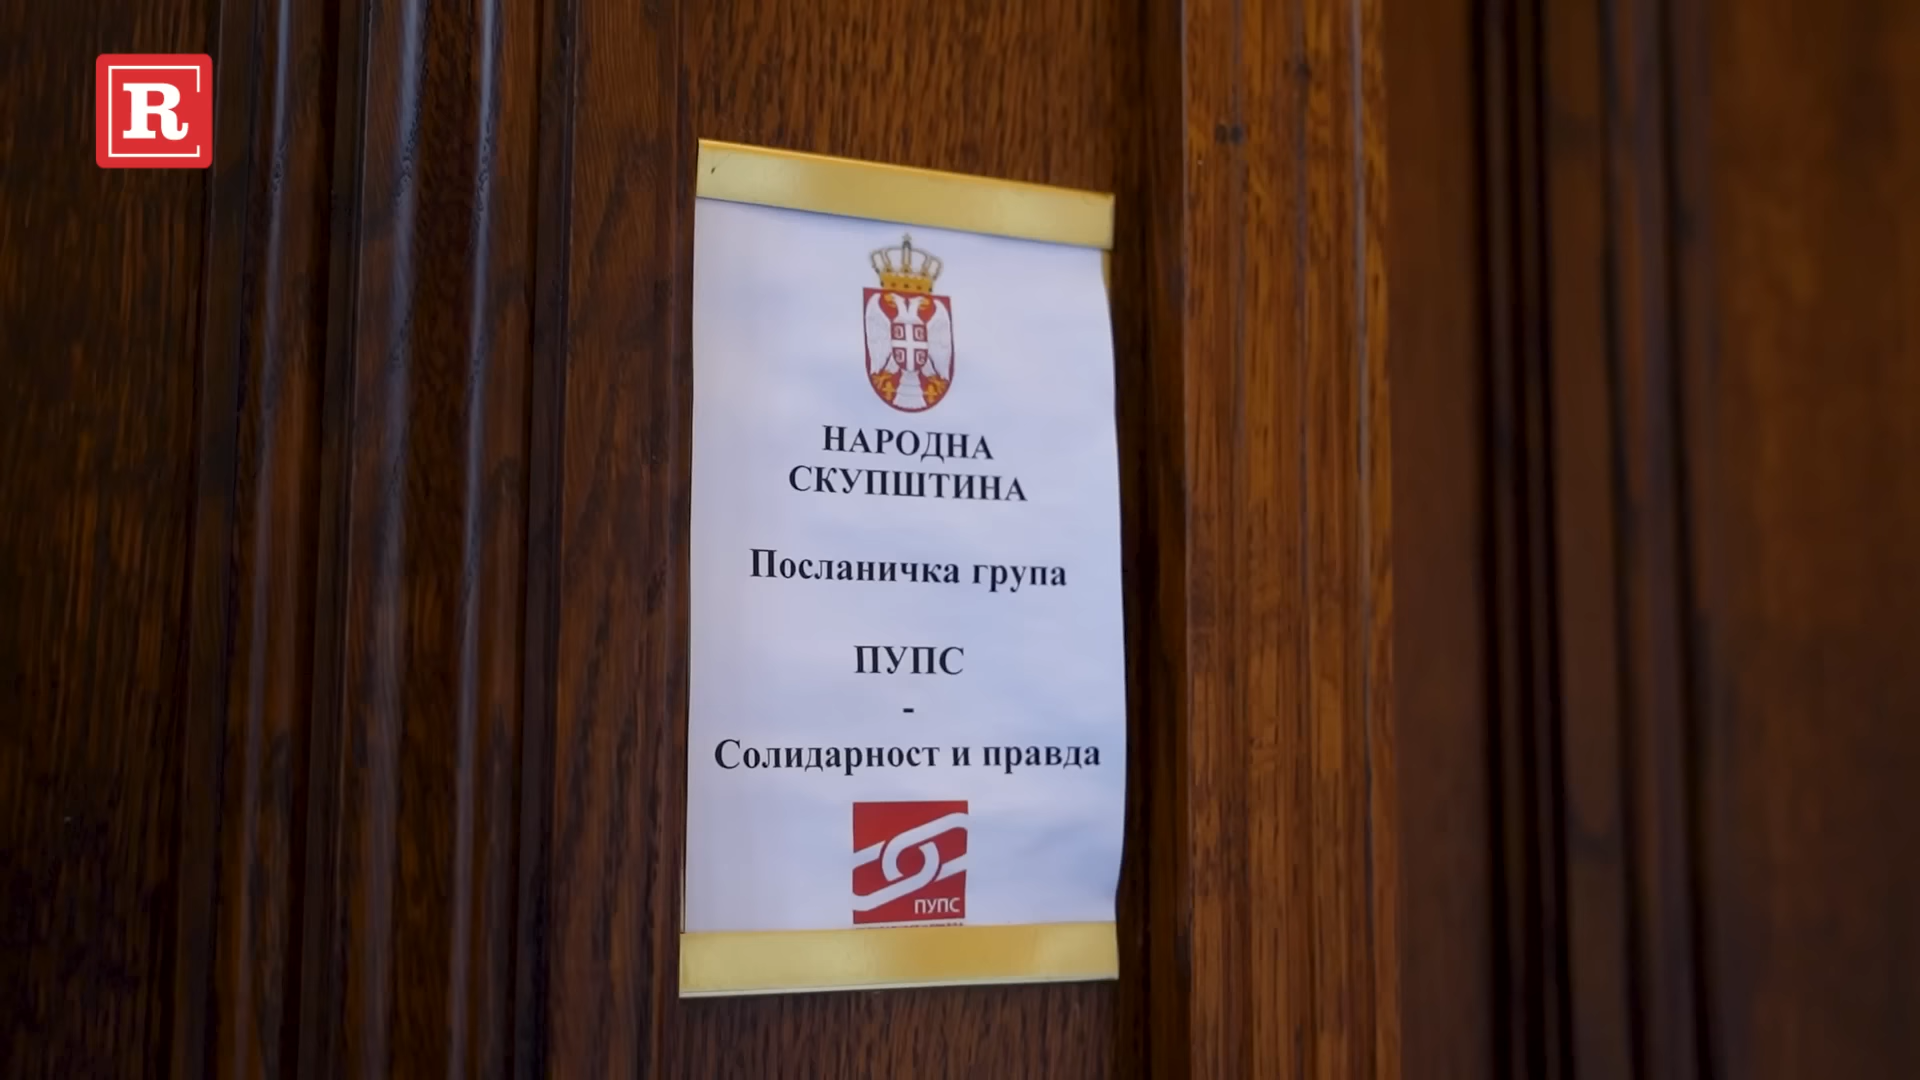 R
НАРОДНА
СКУПШТИНА
Посланичка група
ПУПС
-
Солидарност и правда
ПУПС